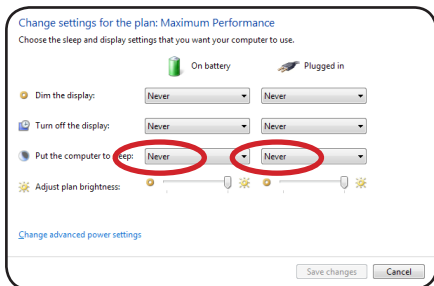 Change settings for the plan: Maximum Performance
Choose the sleep and display settings that you want your computer to use.
On battery Plugged in
Dim the display: Never Never
Turn off the display: Never Never
Put the computer to sleep: Never Never
Adjust plan brightness:
Change advanced power settings
Save changes Cancel